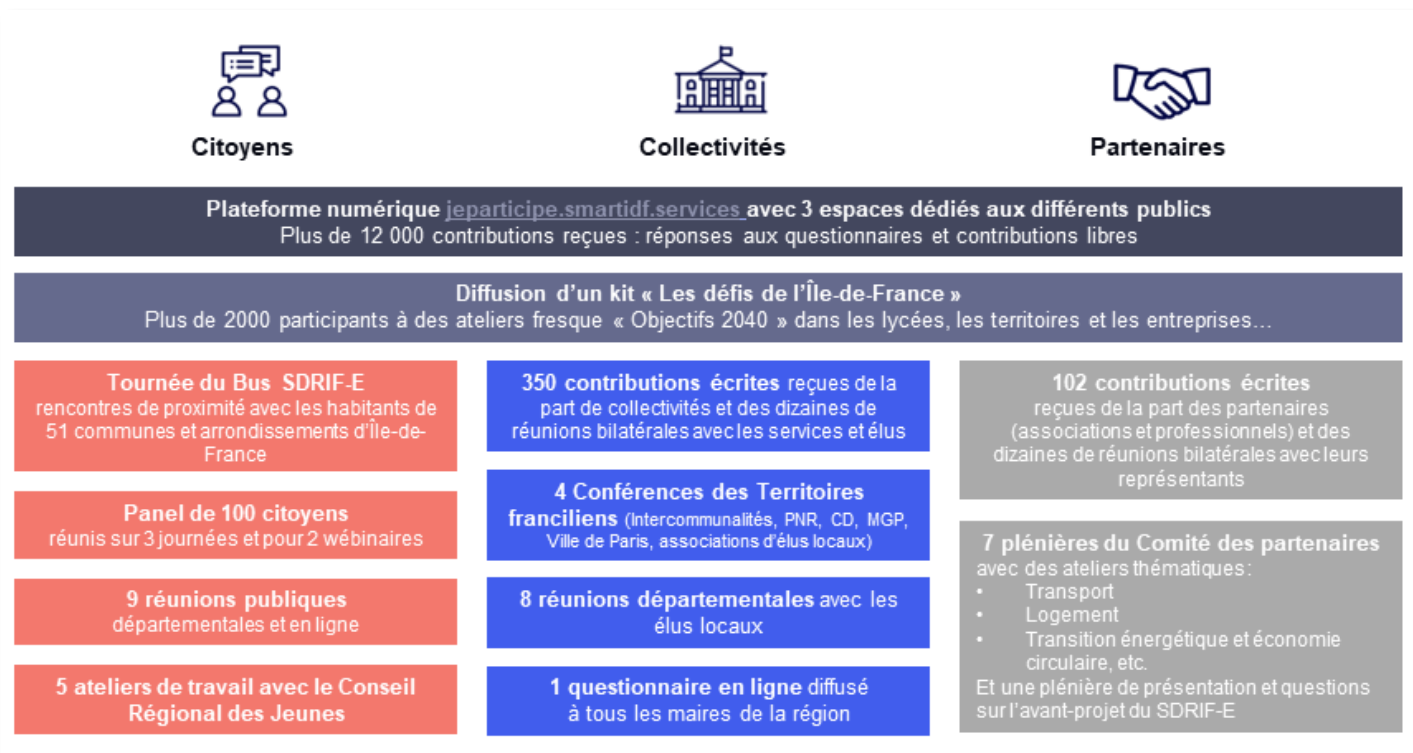 Citoyens
Collectivités
Partenaires
Plateforme numérique jeparticipe.smartidf.services avec 3 espaces dédiés aux différents publics
Plus de 12 000 contributions reçues : réponses aux questionnaires et contributions libres
Diffusion d'un kit « Les défis de l'Île-de-France »
Plus de 2000 participants à des ateliers fresque « Objectifs 2040 » dans les lycées, les territoires et les entreprises…
Tournée du Bus SDRIF-E
rencontres de proximité avec les habitants de
51 communes et arrondissements d'Île-de-
France
Panel de 100 citoyens
réunis sur 3 journées et pour 2 wébinaires
9 réunions publiques
départementales et en ligne
5 ateliers de travail avec le Conseil
Régional des Jeunes
350 contributions écrites reçues de la
part de collectivités et des dizaines de
réunions bilatérales avec les services et élus
4 Conférences des Territoires
franciliens (Intercommunalités, PNR, CD, MGP,
Ville de Paris, associations d'élus locaux)
8 réunions départementales avec les
élus locaux
1 questionnaire en ligne diffusé
à tous les maires de la région
102 contributions écrites
reçues de la part des partenaires
(associations et professionnels) et des
dizaines de réunions bilatérales avec leurs
représentants
7 plénières du Comité des partenaires
avec des ateliers thématiques :
• Transport
• Logement
• Transition énergétique et économie
circulaire, etc.
Et une plénière de présentation et questions
sur l'avant-projet du SDRIF-E